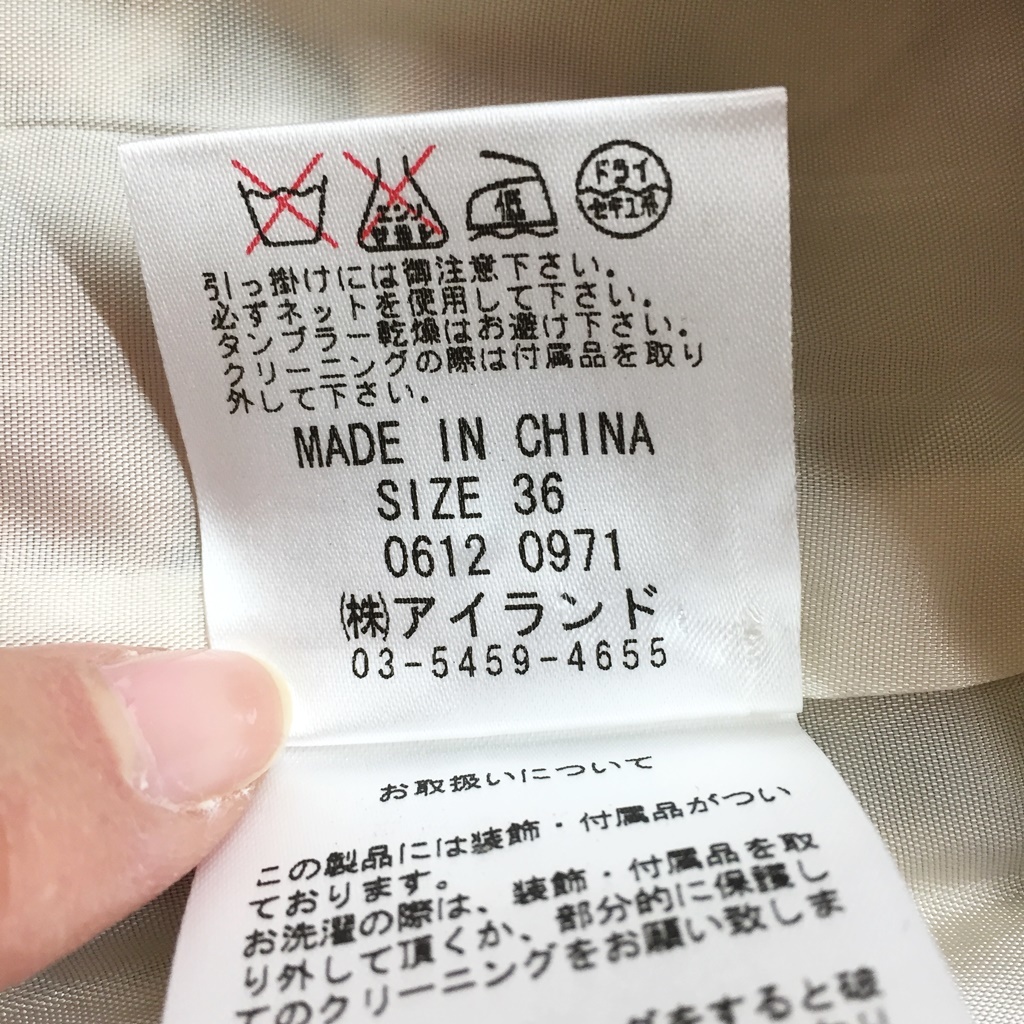 エンソ
サラシ
低
ドライ
セキユ系
引っ掛けには御注意下さい。
必ずネットを使用して下さい。
タンブラー乾燥はお避け下さい。
クリーニングの際は付属品を取り
外して下さい。
MADE IN CHINA
SIZE 36
0612 0971
㈱アイランド
03-5459-4655
お取扱いについて
この製品には装飾・付属品がつい
ております。
お洗濯の際は、装飾・付属品を取
り外して頂くか、部分的に保護し
てのクリーニングをお願い致しま
をすると破